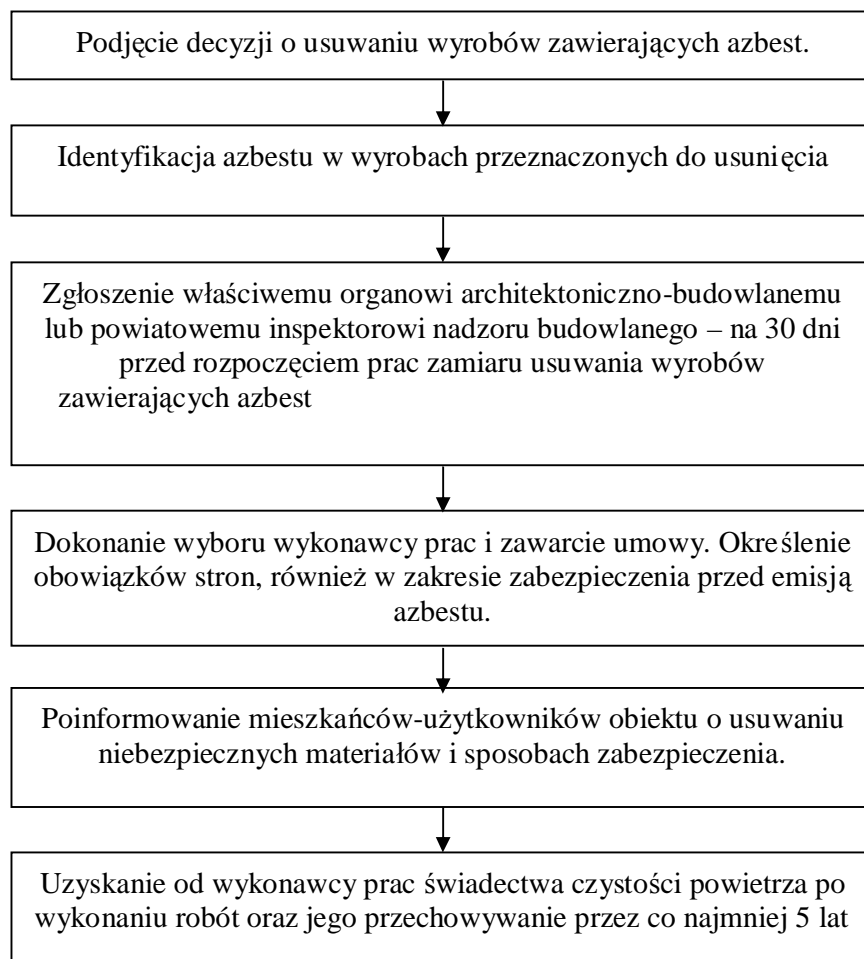 Podjęcie decyzji o usuwaniu wyrobów zawierających azbest.
Identyfikacja azbestu w wyrobach przeznaczonych do usunięcia
Zgłoszenie właściwemu organowi architektoniczno-budowlanemu
lub powiatowemu inspektorowi nadzoru budowlanego – na 30 dni
przed rozpoczęciem prac zamiaru usuwania wyrobów
zawierających azbest
Dokonanie wyboru wykonawcy prac i zawarcie umowy. Określenie
obowiązków stron, również w zakresie zabezpieczenia przed emisją
azbestu.
Poinformowanie mieszkańców-użytkowników obiektu o usuwaniu
niebezpiecznych materiałów i sposobach zabezpieczenia.
Uzyskanie od wykonawcy prac świadectwa czystości powietrza po
wykonaniu robót oraz jego przechowywanie przez co najmniej 5 lat